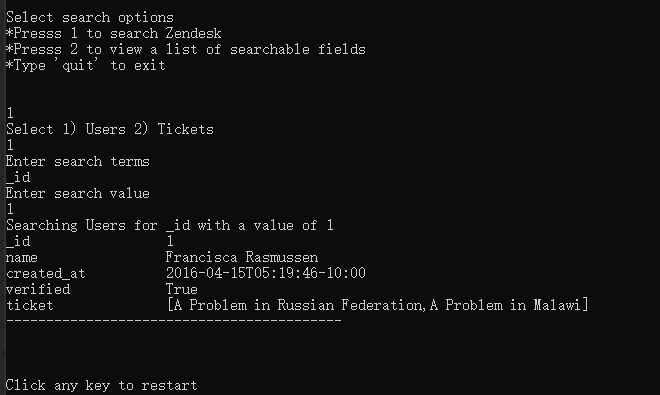 Select search options
*Presss 1 to search Zendesk
*Presss 2 to view a list of searchable fields
*Type 'quit' to exit
1
Select 1) Users 2) Tickets
1
Enter search terms
_id
Enter search value
1
Searching Users for _id with a value of 1
_id 1
name Francisca Rasmussen
created_at 2016-04-15T05:19:46-10:00
verified True
ticket [A Problem in Russian Federation,A Problem in Malawi]
------------------------------------------
Click any key to restart